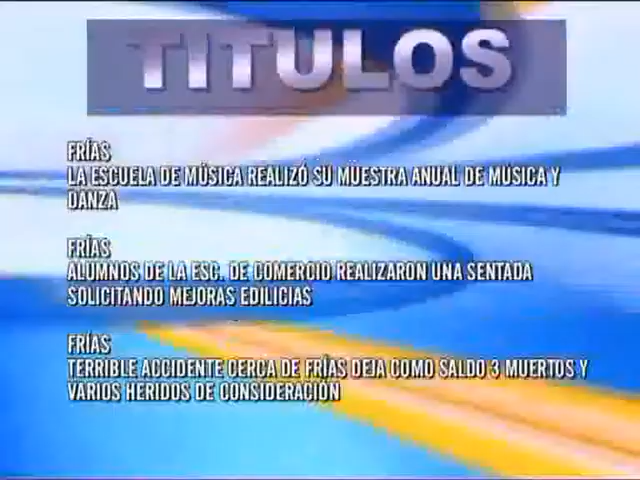 TITULOS
FRÍAS
LA ESCUELA DE MÚSICA REALIZÓ SU MUESTRA ANUAL DE MÚSICA Y
DANZA
FRÍAS
ALUMNOS DE LA ESC. DE COMERCIO REALIZARON UNA SENTADA
SOLICITANDO MEJORAS EDILICIAS
FRÍAS
TERRIBLE ACCIDENTE CERCA DE FRÍAS DEJA COMO SALDO 3 MUERTOS Y
VARIOS HERIDOS DE CONSIDERACIÓN